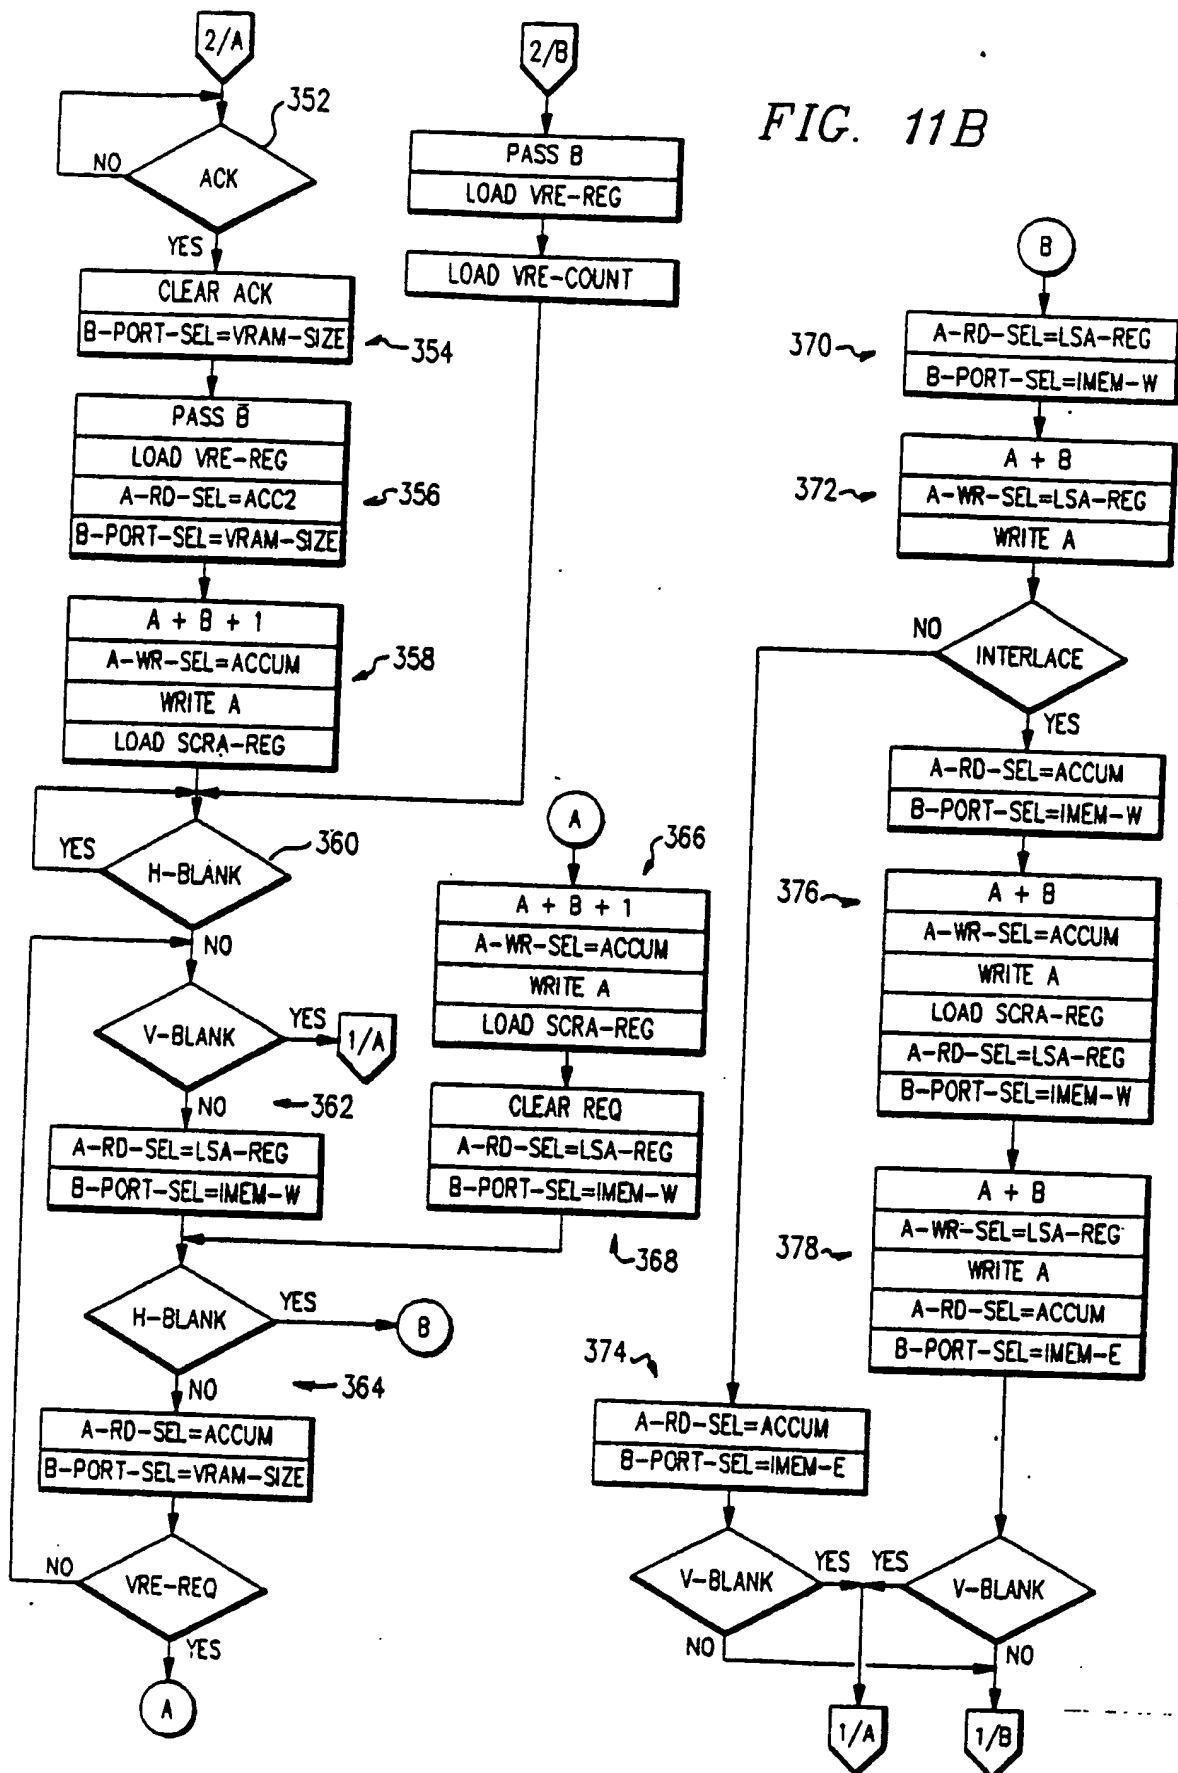 FIG. 11B
2/A
352
ACK
NO
YES
CLEAR ACK
B-PORT-SEL=VRAM-SIZE
354
PASS B̄
LOAD VRE-REG
A-RD-SEL=ACC2
B-PORT-SEL=VRAM-SIZE
356
A + B + 1
A-WR-SEL=ACCUM
WRITE A
LOAD SCRA-REG
358
H-BLANK
360
YES
NO
V-BLANK
YES
1/A
NO
362
A-RD-SEL=LSA-REG
B-PORT-SEL=IMEM-W
H-BLANK
YES
B
NO
364
A-RD-SEL=ACCUM
B-PORT-SEL=VRAM-SIZE
VRE-REQ
NO
YES
A
2/B
PASS B
LOAD VRE-REG
LOAD VRE-COUNT
A
366
A + B + 1
A-WR-SEL=ACCUM
WRITE A
LOAD SCRA-REG
CLEAR REQ
A-RD-SEL=LSA-REG
B-PORT-SEL=IMEM-W
368
B
370
A-RD-SEL=LSA-REG
B-PORT-SEL=IMEM-W
372
A + B
A-WR-SEL=LSA-REG
WRITE A
INTERLACE
NO
YES
A-RD-SEL=ACCUM
B-PORT-SEL=IMEM-W
376
A + B
A-WR-SEL=ACCUM
WRITE A
LOAD SCRA-REG
A-RD-SEL=LSA-REG
B-PORT-SEL=IMEM-W
378
A + B
A-WR-SEL=LSA-REG
WRITE A
A-RD-SEL=ACCUM
B-PORT-SEL=IMEM-E
374
A-RD-SEL=ACCUM
B-PORT-SEL=IMEM-E
V-BLANK
YES
NO
YES
V-BLANK
NO
1/A
1/B